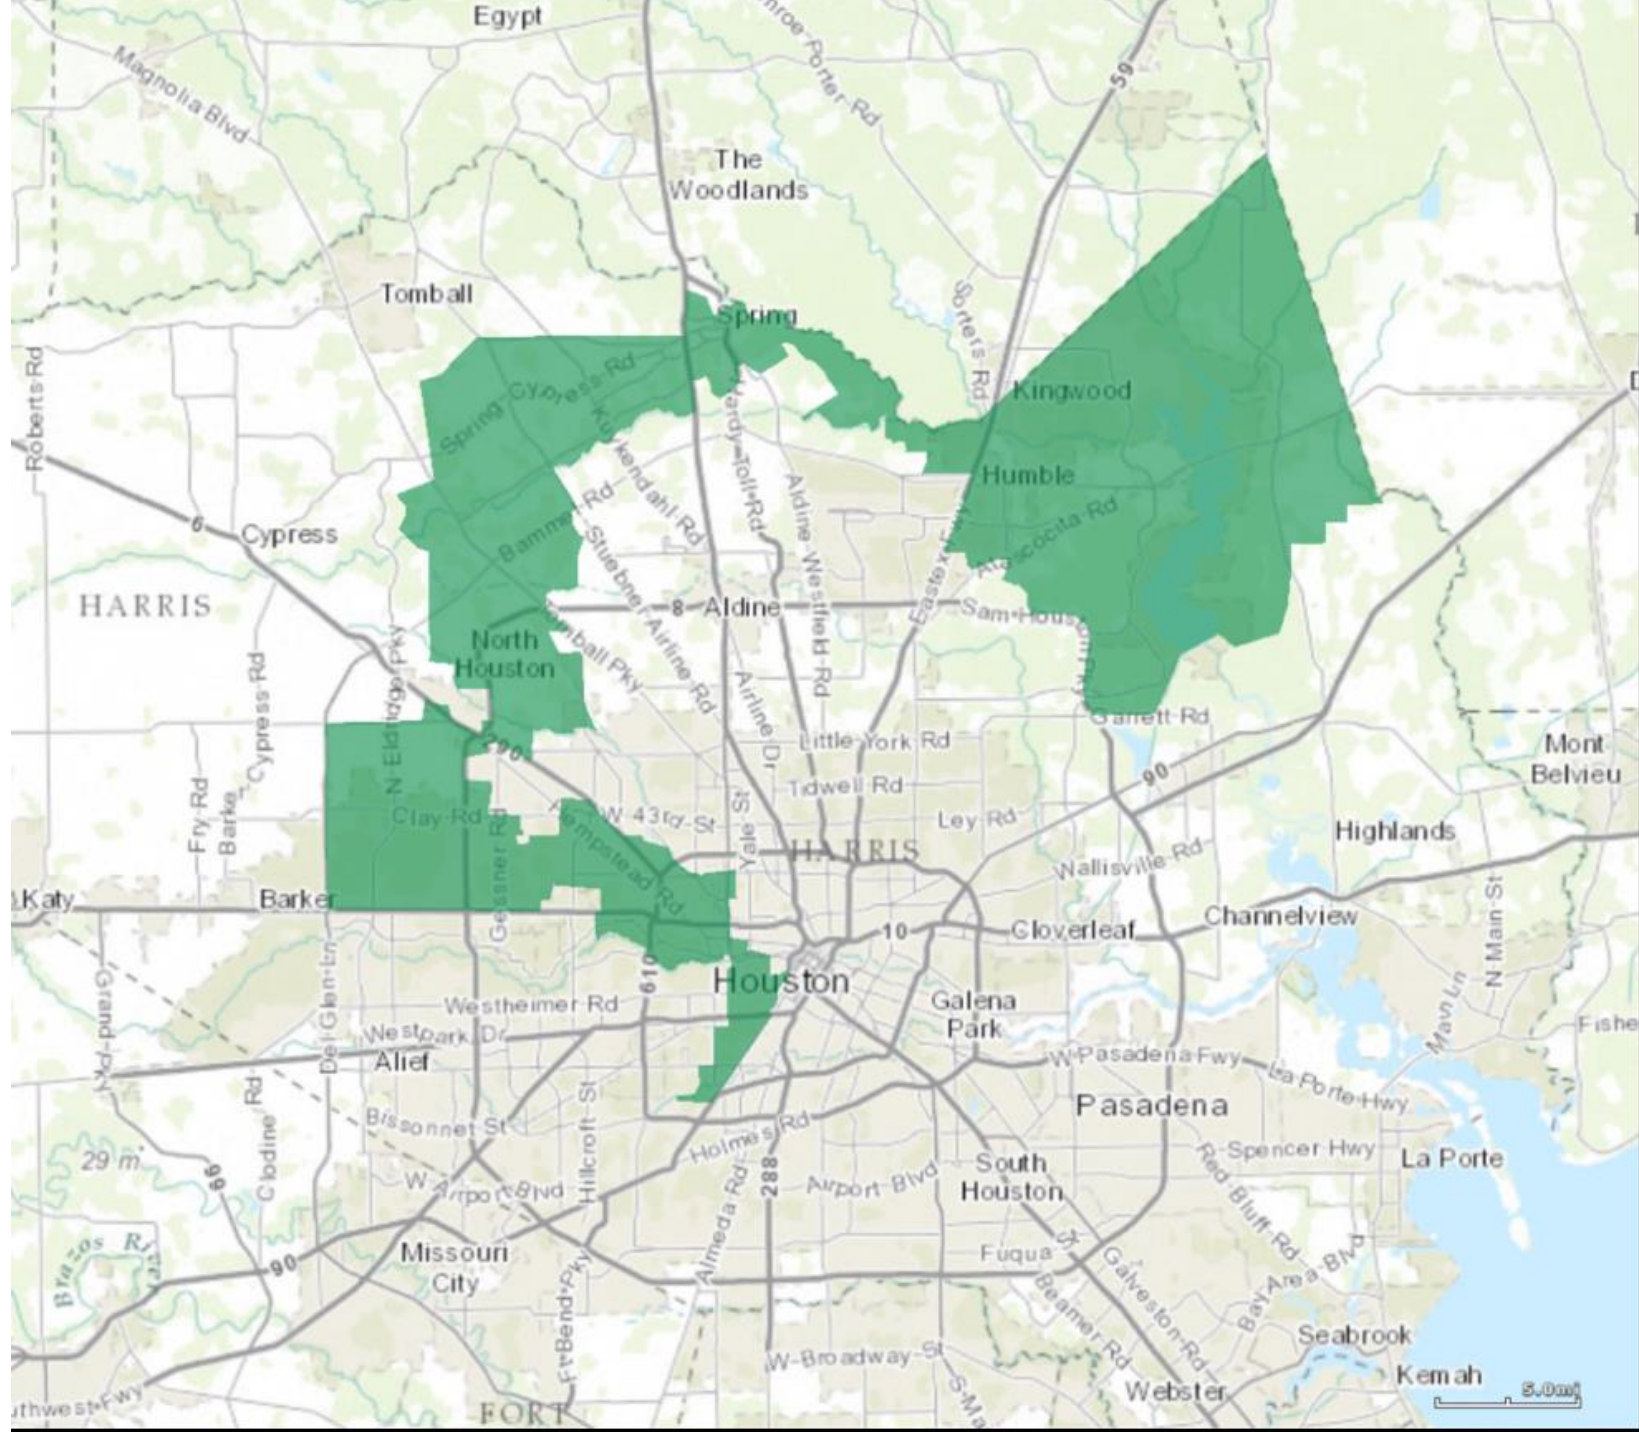 Egypt
Magnolia Blvd
nroe-Porter-Rd
59
The
Woodlands
Tomball
Spring
Sorters-Rd
Roberts-Rd
Spring-Cypress-Rd
Kingwood
Kuykendahl-Rd
Hardy-Toll-Rd
Humble
Aldine-Westfield-Rd
Bammel-Rd
6
Cypress
Atascocita-Rd
Eastex-Fwy
Stuebner-Airline-Rd
HARRIS
8
Aldine
Sam-Houston-Pky
North
Houston
Tomball Pky
N-Eldridge-Pky
Cypress-Rd
Airline-Dr
Garrett-Rd
290
Little-York Rd
Mont
Belvieu
90
Tidwell Rd
Fry-Rd
Barke
Clay-Rd
Hempstead Rd
W 43rd-St
Yale-St
Ley-Rd
Highlands
HARRIS
Wallisville-Rd
Gessner Rd
Katy
Barker
10
Cloverleaf
Channelview
N Main-St
610
Houston
Grand-Pky
Westheimer Rd
Galena
Park
Fishe
Westpark Dr
Alief
W-Pasadena-Fwy
La-Porte-Hwy
Bissonnet St
Pasadena
Holmes-Rd
Spencer Hwy
La Porte
29 m
99
Clodine Rd
Hillcroft-St
W-Airport-Blvd
288
Airport-Blvd
South
Houston
Red-Bluff-Rd
Almeda-Rd
Brazos River
Missouri
City
90
Fuqua St
Galveston-Rd
Bay-Area-Blvd
Ft-Bend-Pky
Beamer-Rd
Seabrook
W-Broadway-St
Kemah
Webster
5.0mi
uthwest-Fwy
FORT
S-Ma